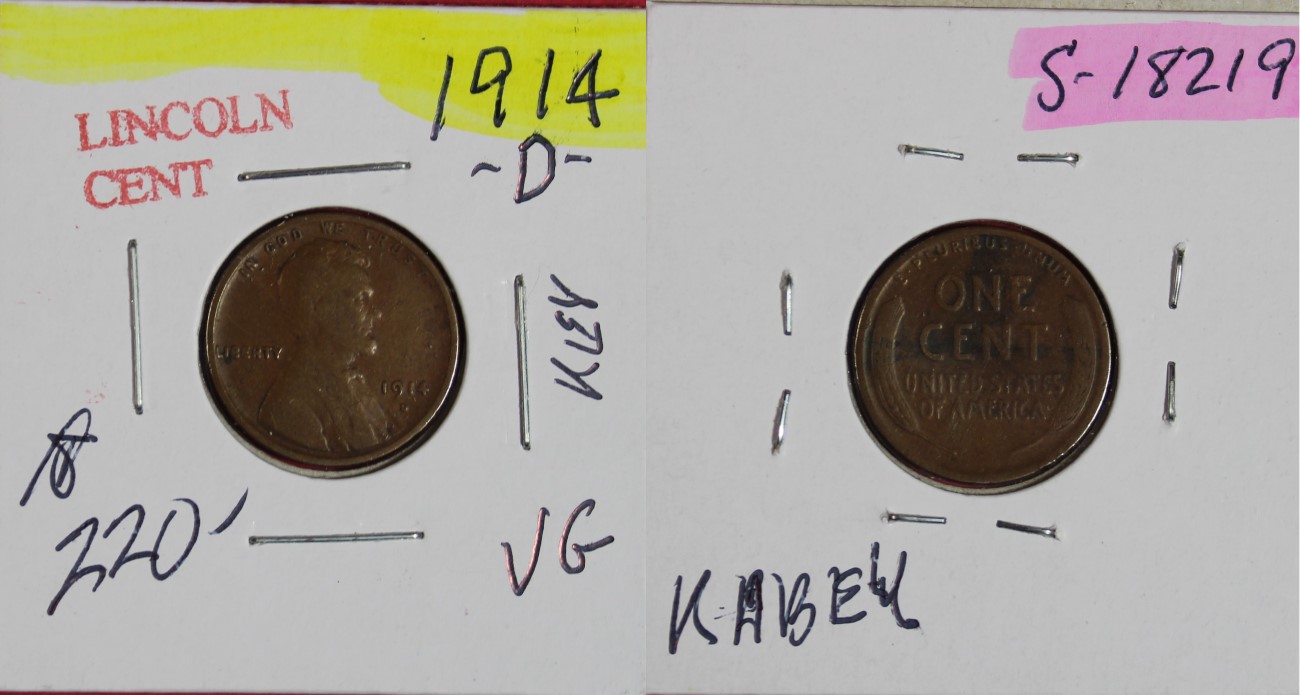 LINCOLN
CENT
1914
-D-
IN GOD WE TRUST
LIBERTY
1914
D
KEY
220-
VG
S-18219
E PLURIBUS UNUM
ONE
CENT
UNITED STATES
OF AMERICA